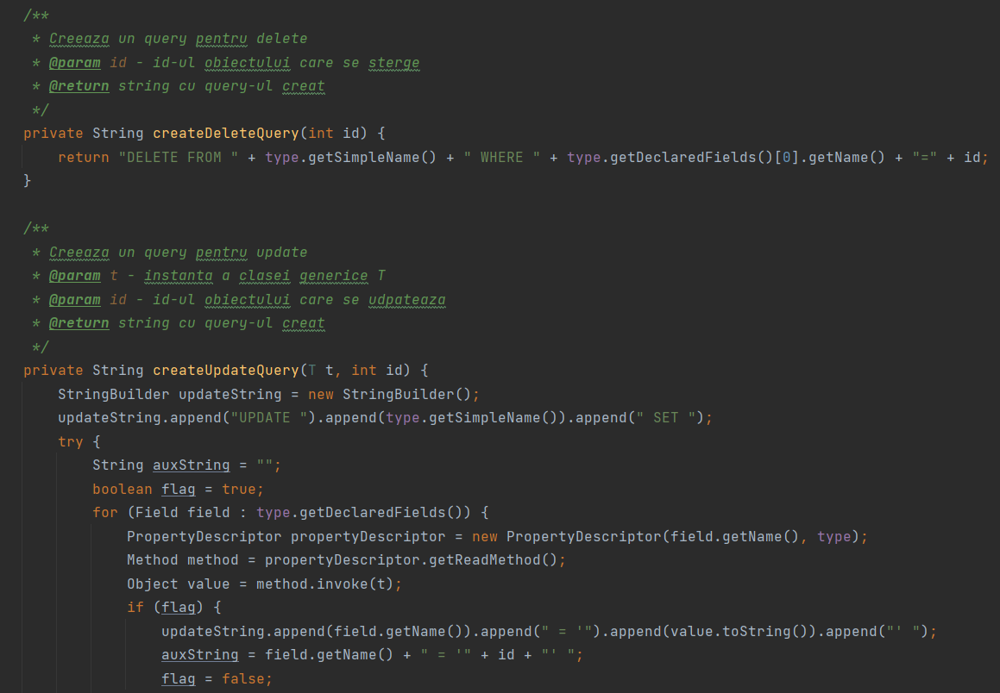 /**
 * Creeaza un query pentru delete
 * @param id - id-ul obiectului care se sterge
 * @return string cu query-ul creat
 */
private String createDeleteQuery(int id) {
    return "DELETE FROM " + type.getSimpleName() + " WHERE " + type.getDeclaredFields()[0].getName() + "=" + id;
}

/**
 * Creeaza un query pentru update
 * @param t - instanta a clasei generice T
 * @param id - id-ul obiectului care se udpateaza
 * @return string cu query-ul creat
 */
private String createUpdateQuery(T t, int id) {
    StringBuilder updateString = new StringBuilder();
    updateString.append("UPDATE ").append(type.getSimpleName()).append(" SET ");
    try {
        String auxString = "";
        boolean flag = true;
        for (Field field : type.getDeclaredFields()) {
            PropertyDescriptor propertyDescriptor = new PropertyDescriptor(field.getName(), type);
            Method method = propertyDescriptor.getReadMethod();
            Object value = method.invoke(t);
            if (flag) {
                updateString.append(field.getName()).append(" = '").append(value.toString()).append("' ");
                auxString = field.getName() + " = '" + id + "' ";
                flag = false;